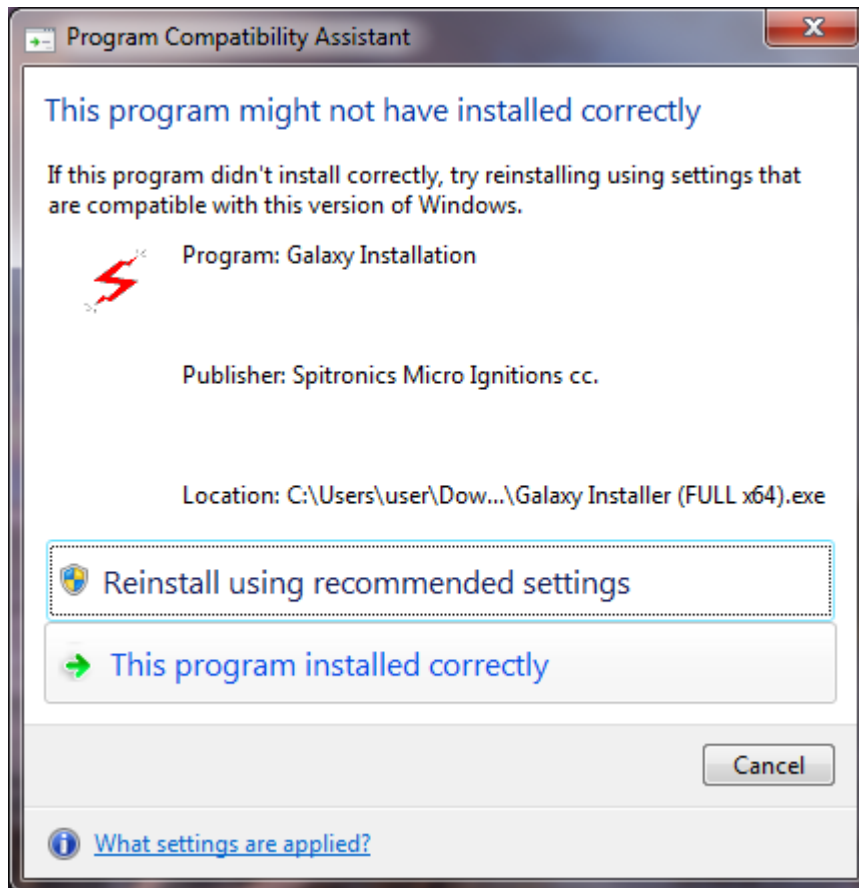 Program Compatibility Assistant
This program might not have installed correctly
If this program didn't install correctly, try reinstalling using settings that
are compatible with this version of Windows.
Program: Galaxy Installation
Publisher: Spitronics Micro Ignitions cc.
Location: C:\Users\user\Dow...\Galaxy Installer (FULL x64).exe
Reinstall using recommended settings
This program installed correctly
Cancel
What settings are applied?